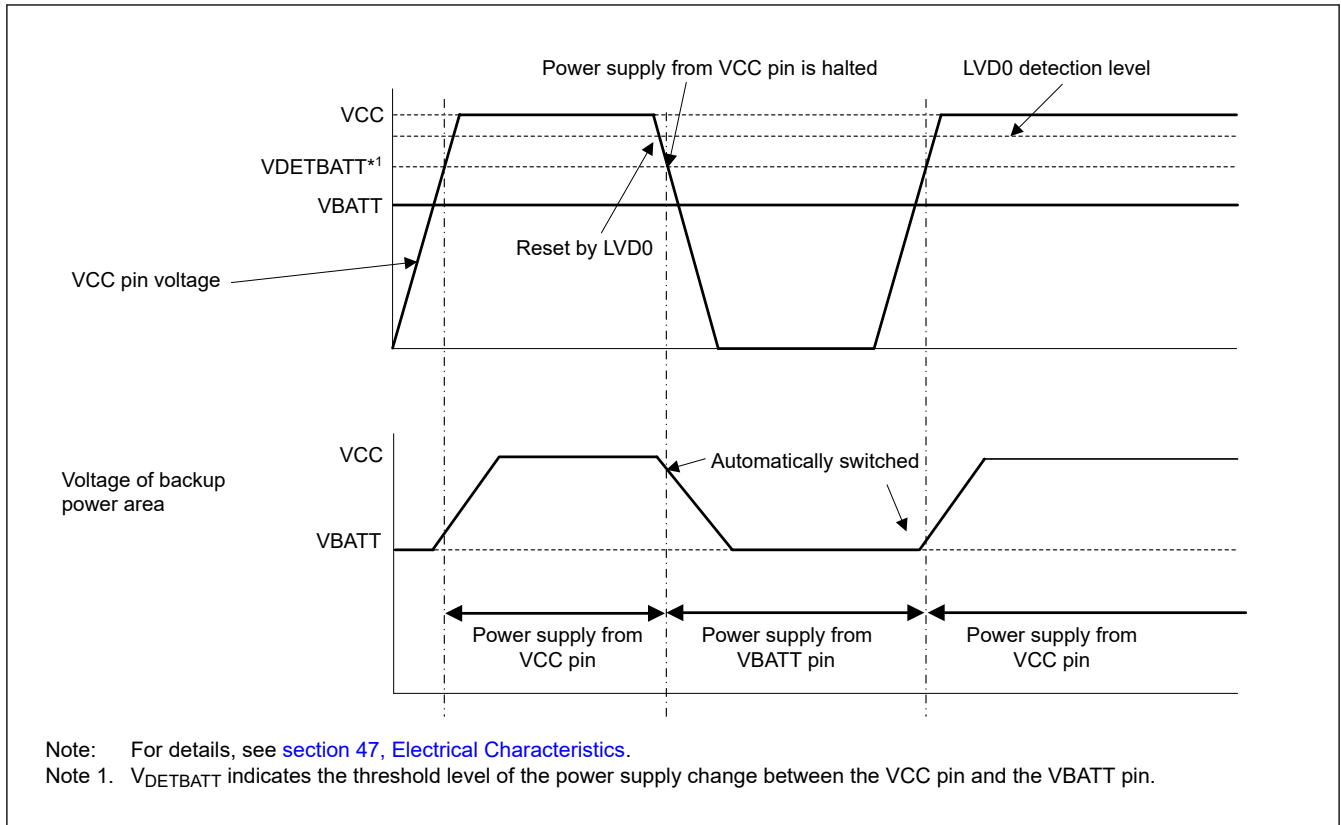 Power supply from VCC pin is halted
LVD0 detection level
VCC
VDETBATT*1
VBATT
Reset by LVD0
VCC pin voltage
Voltage of backup
power area
VCC
Automatically switched
VBATT
Power supply from
VCC pin
Power supply from
VBATT pin
Power supply from
VCC pin
Note: For details, see section 47, Electrical Characteristics.
Note 1. VDETBATT indicates the threshold level of the power supply change between the VCC pin and the VBATT pin.